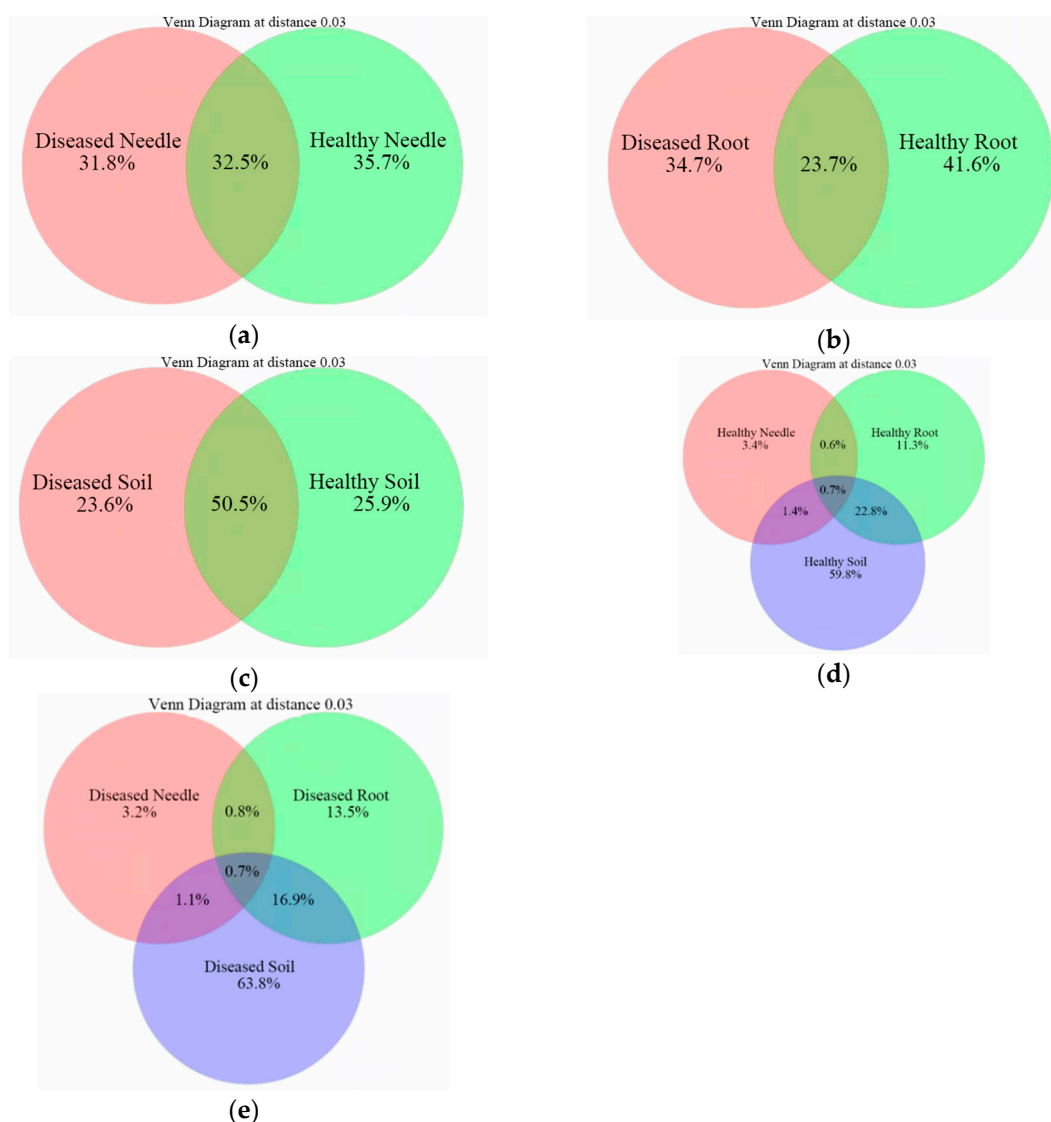 Venn Diagram at distance 0.03
Diseased Needle
31.8%
32.5%
Healthy Needle
35.7%
(a)
Venn Diagram at distance 0.03
Diseased Root
34.7%
23.7%
Healthy Root
41.6%
(b)
Venn Diagram at distance 0.03
Diseased Soil
23.6%
50.5%
Healthy Soil
25.9%
(c)
Venn Diagram at distance 0.03
Healthy Needle
3.4%
0.6%
Healthy Root
11.3%
0.7%
1.4%
22.8%
Healthy Soil
59.8%
(d)
Venn Diagram at distance 0.03
Diseased Needle
3.2%
0.8%
Diseased Root
13.5%
0.7%
1.1%
16.9%
Diseased Soil
63.8%
(e)